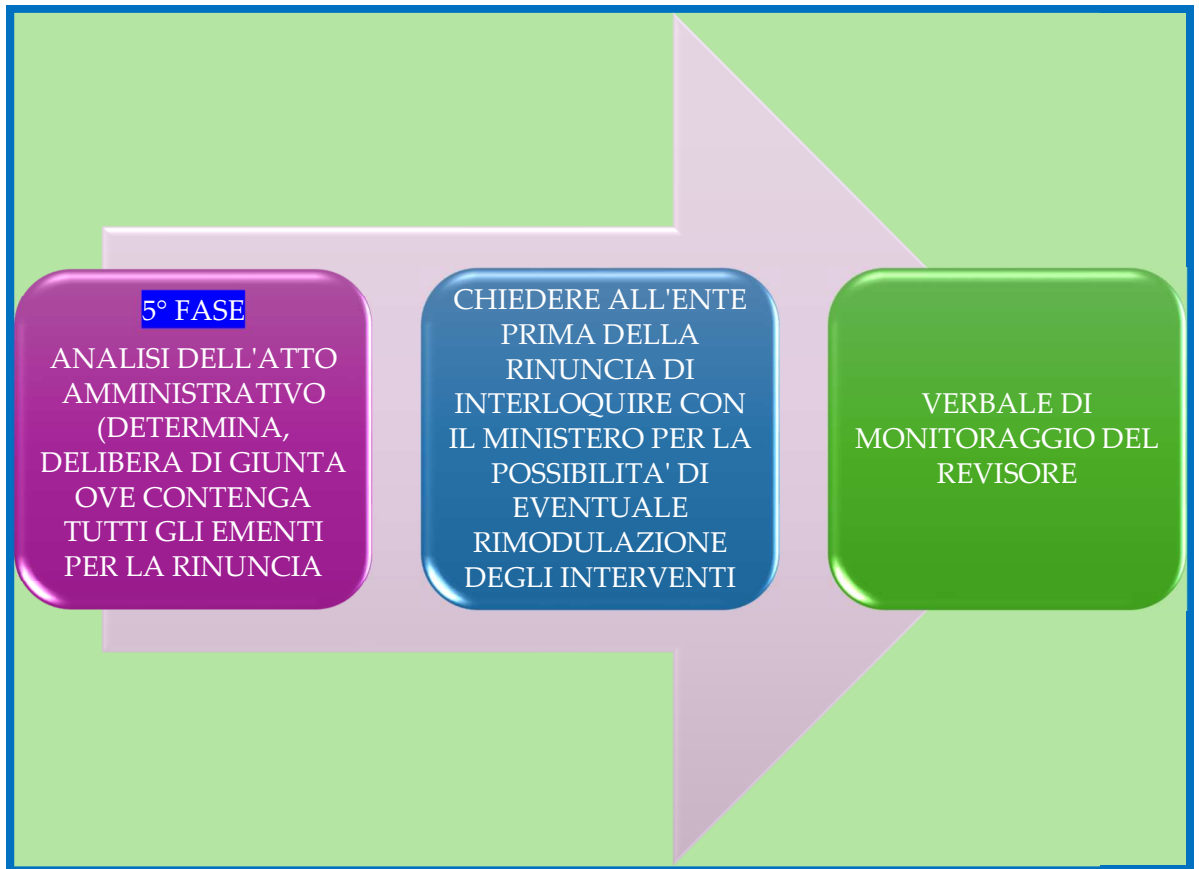 5° FASE
ANALISI DELL'ATTO
AMMINISTRATIVO
(DETERMINA,
DELIBERA DI GIUNTA
OVE CONTENGA
TUTTI GLI EMENTI
PER LA RINUNCIA
CHIEDERE ALL'ENTE
PRIMA DELLA
RINUNCIA DI
INTERLOQUIRE CON
IL MINISTERO PER LA
POSSIBILITA' DI
EVENTUALE
RIMODULAZIONE
DEGLI INTERVENTI
VERBALE DI
MONITORAGGIO DEL
REVISORE